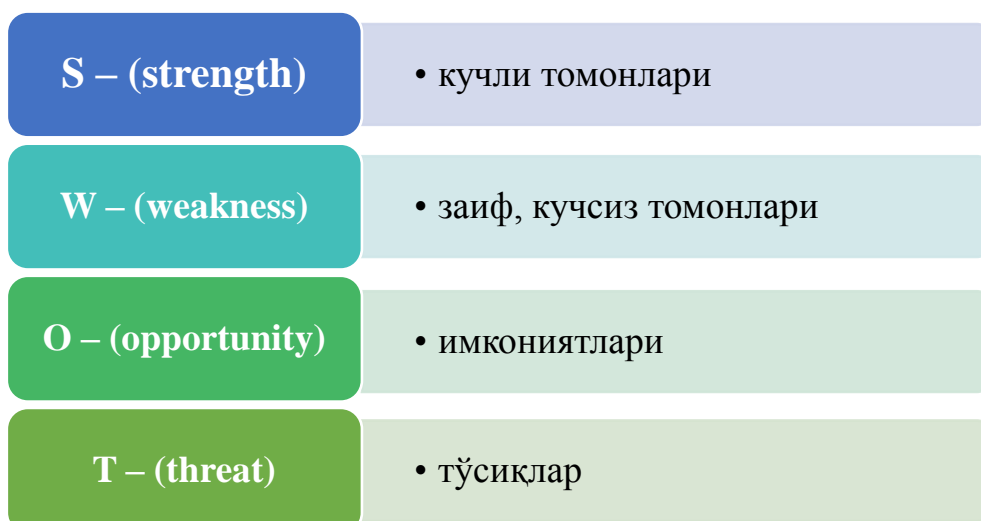 S – (strength)
• кучли томонлари
W – (weakness)
• заиф, кучсиз томонлари
O – (opportunity)
• имкониятлари
T – (threat)
• тўсиқлар